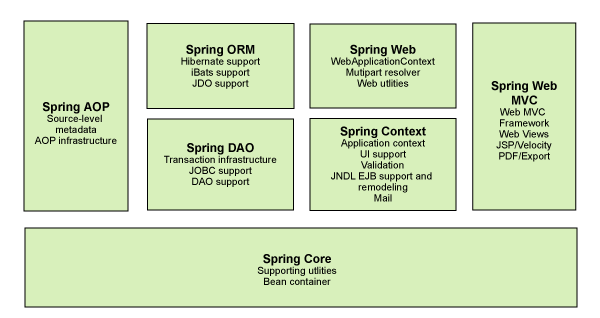 Spring AOP
Source-level
metadata
AOP infrastructure
Spring ORM
Hibernate support
iBats support
JDO support
Spring DAO
Transaction infrastructure
JOBC support
DAO support
Spring Web
WebApplicationContext
Mutipart resolver
Web utlities
Spring Context
Application context
UI support
Validation
JNDL EJB support and
remodeling
Mail
Spring Web
MVC
Web MVC
Framework
Web Views
JSP/Velocity
PDF/Export
Spring Core
Supporting utlities
Bean container